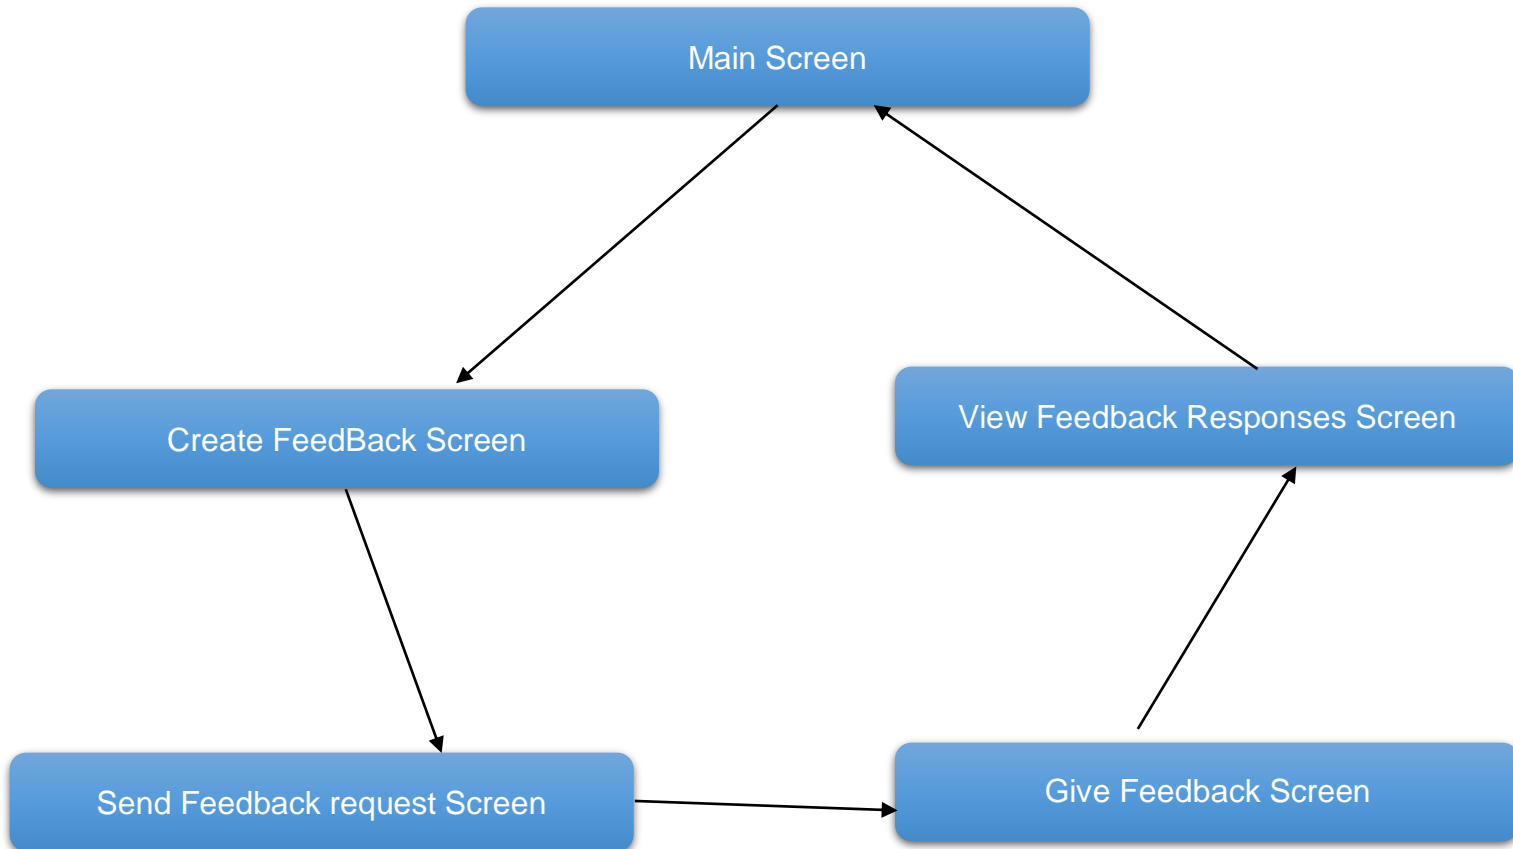 Main Screen
Create FeedBack Screen
View Feedback Responses Screen
Send Feedback request Screen
Give Feedback Screen